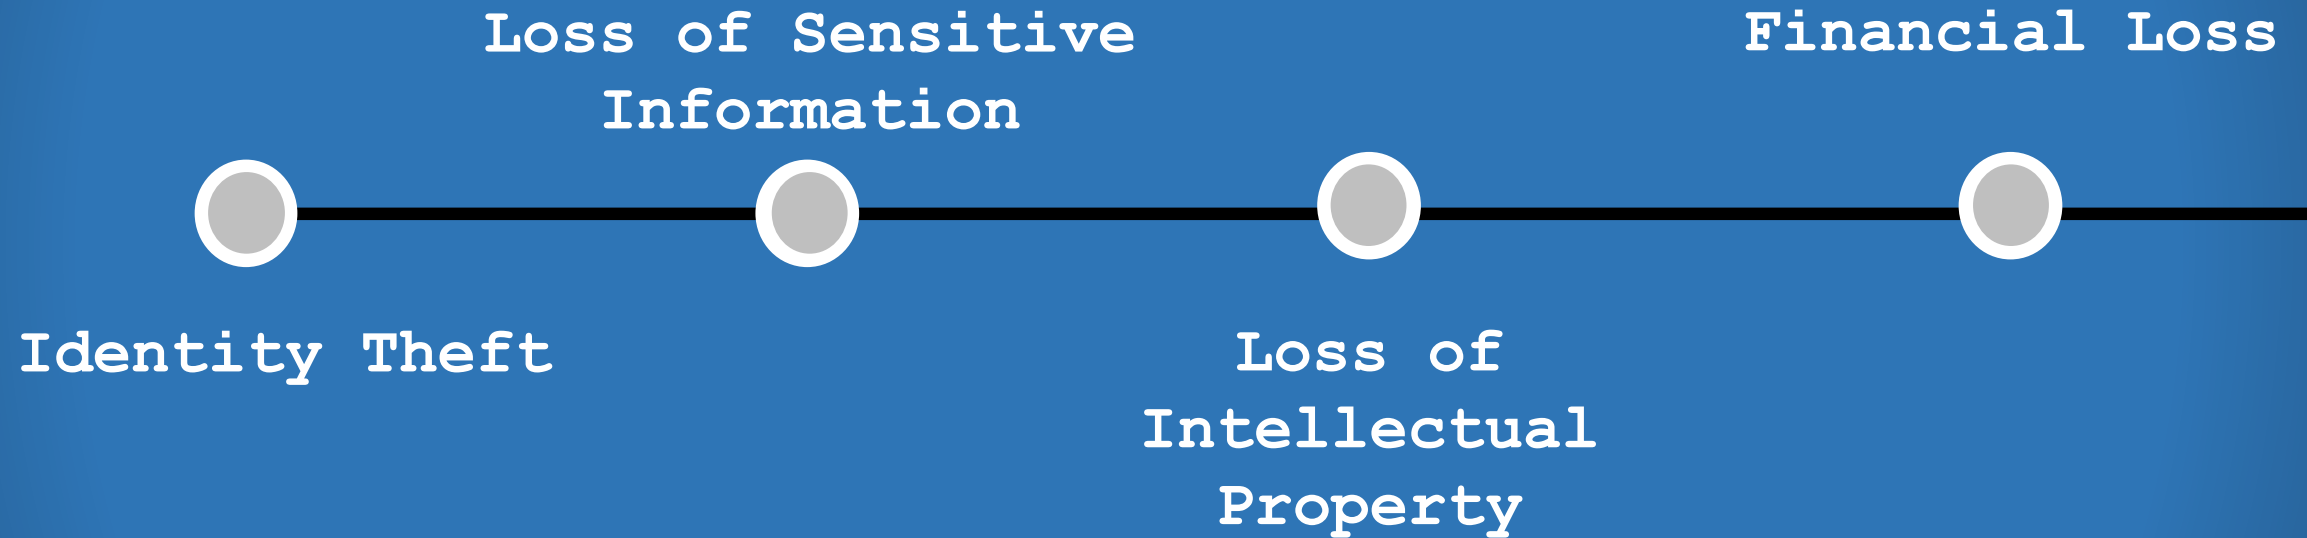 Loss of Sensitive
Information
Financial Loss
Identity Theft
Loss of
Intellectual
Property